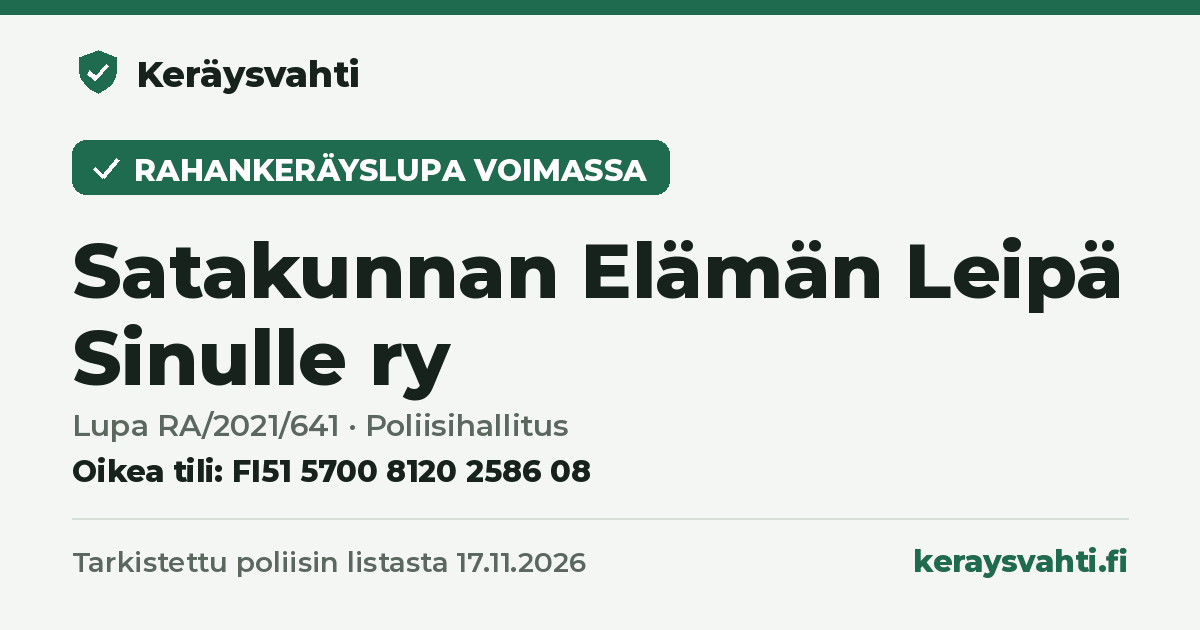 Keräysvahti
RAHANKERÄYSLUPA VOIMASSA
Satakunnan Elämän Leipä
Sinulle ry
Lupa RA/2021/641 · Poliisihallitus
Oikea tili: FI51 5700 8120 2586 08
Tarkistettu poliisin listasta 17.11.2026
keraysvahti.fi